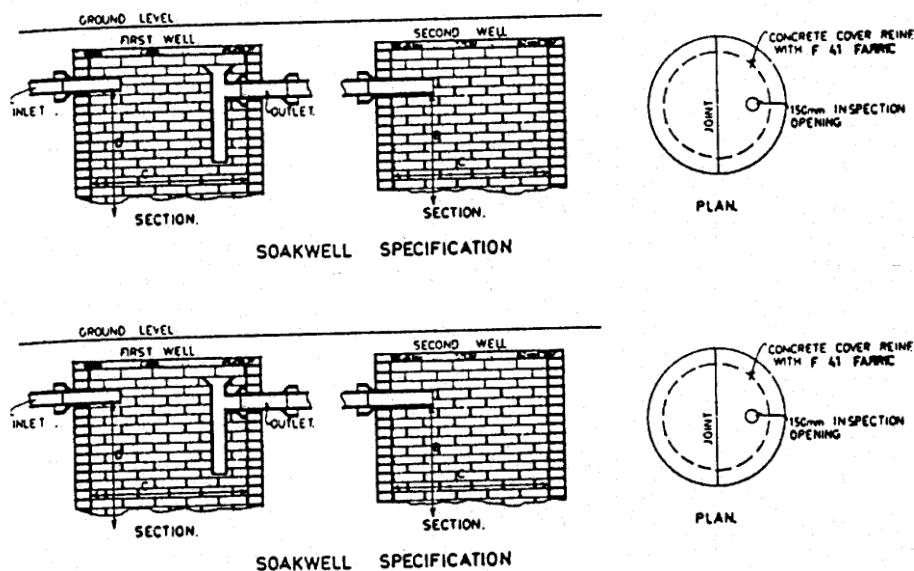 GROUND LEVEL
FIRST WELL
SECOND WELL
CONCRETE COVER REINF
WITH F 41 FABRIC
INLET
OUTLET.
d
C
C
JOINT
150mm INSPECTION
OPENING
SECTION.
SECTION.
PLAN.
SOAKWELL SPECIFICATION
GROUND LEVEL
FIRST WELL
SECOND WELL
CONCRETE COVER REINF
WITH F 41 FABRIC
INLET
OUTLET.
d
C
C
JOINT
150mm INSPECTION
OPENING
SECTION.
SECTION.
PLAN.
SOAKWELL SPECIFICATION